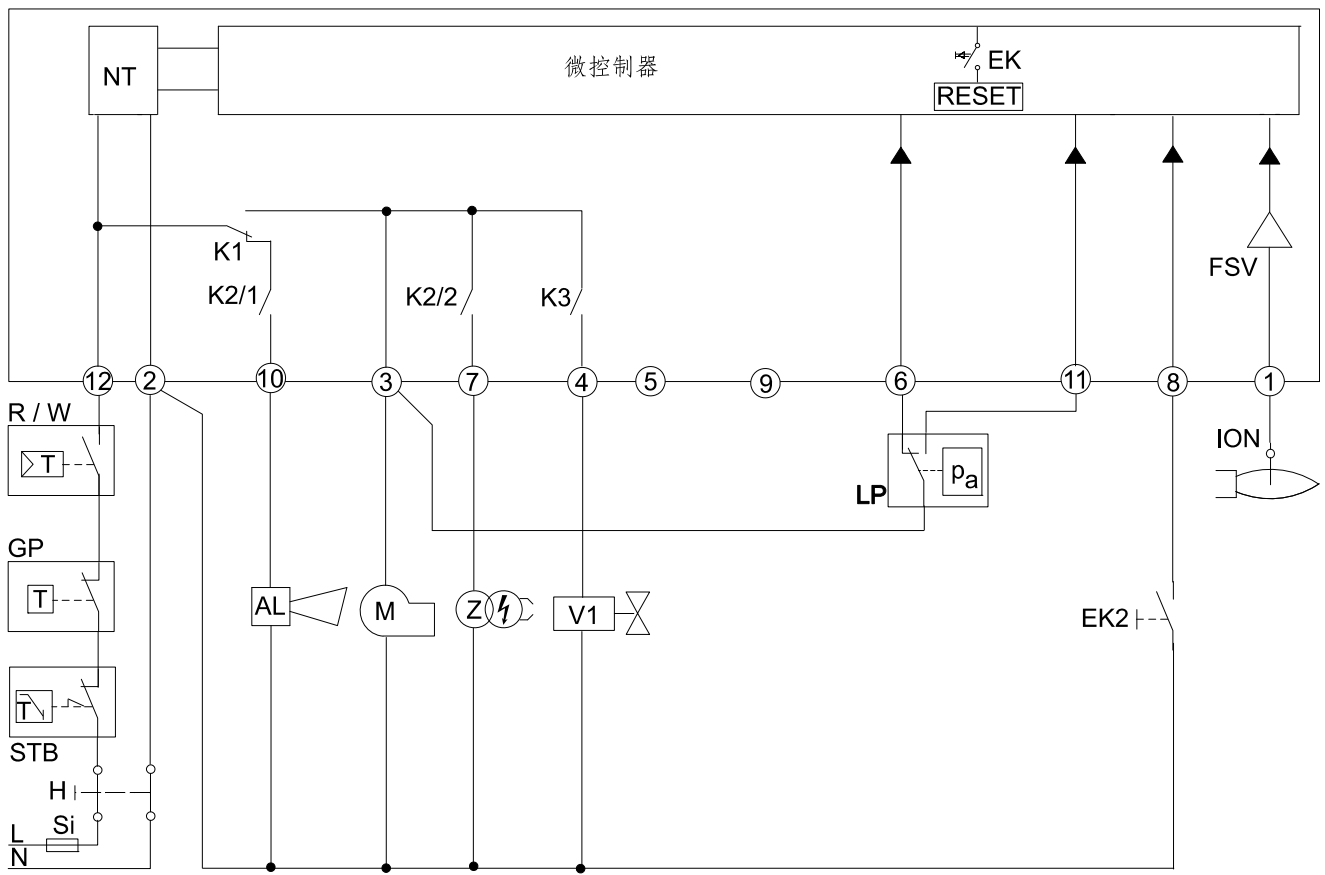 NT
微控制器
EK
RESET
K1
FSV
K2/1
K2/2
K3
12
2
10
3
7
4
5
9
6
11
8
1
R / W
T
ION
LP
pa
GP
T
AL
M
Z
V1
EK2
T
STB
H
Si
L
N